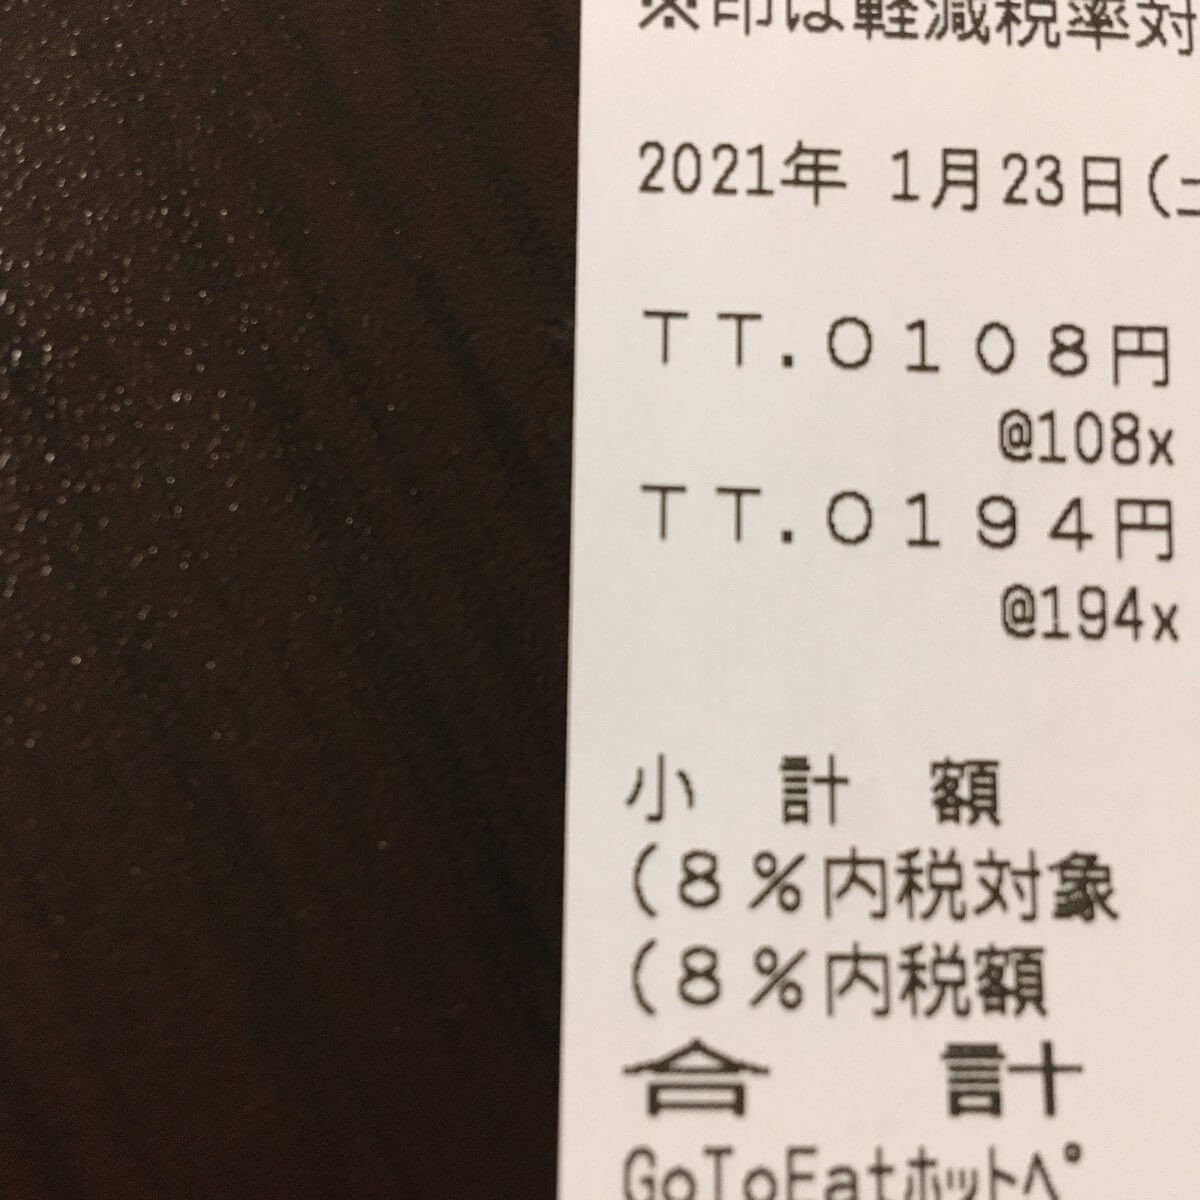 ※印は軽減税率対
2021年 1月23日(土
TT.0108円
@108x
TT.0194円
@194x
小 計 額
(8%内税対象
(8%内税額
合 計
GoToEatホットペ